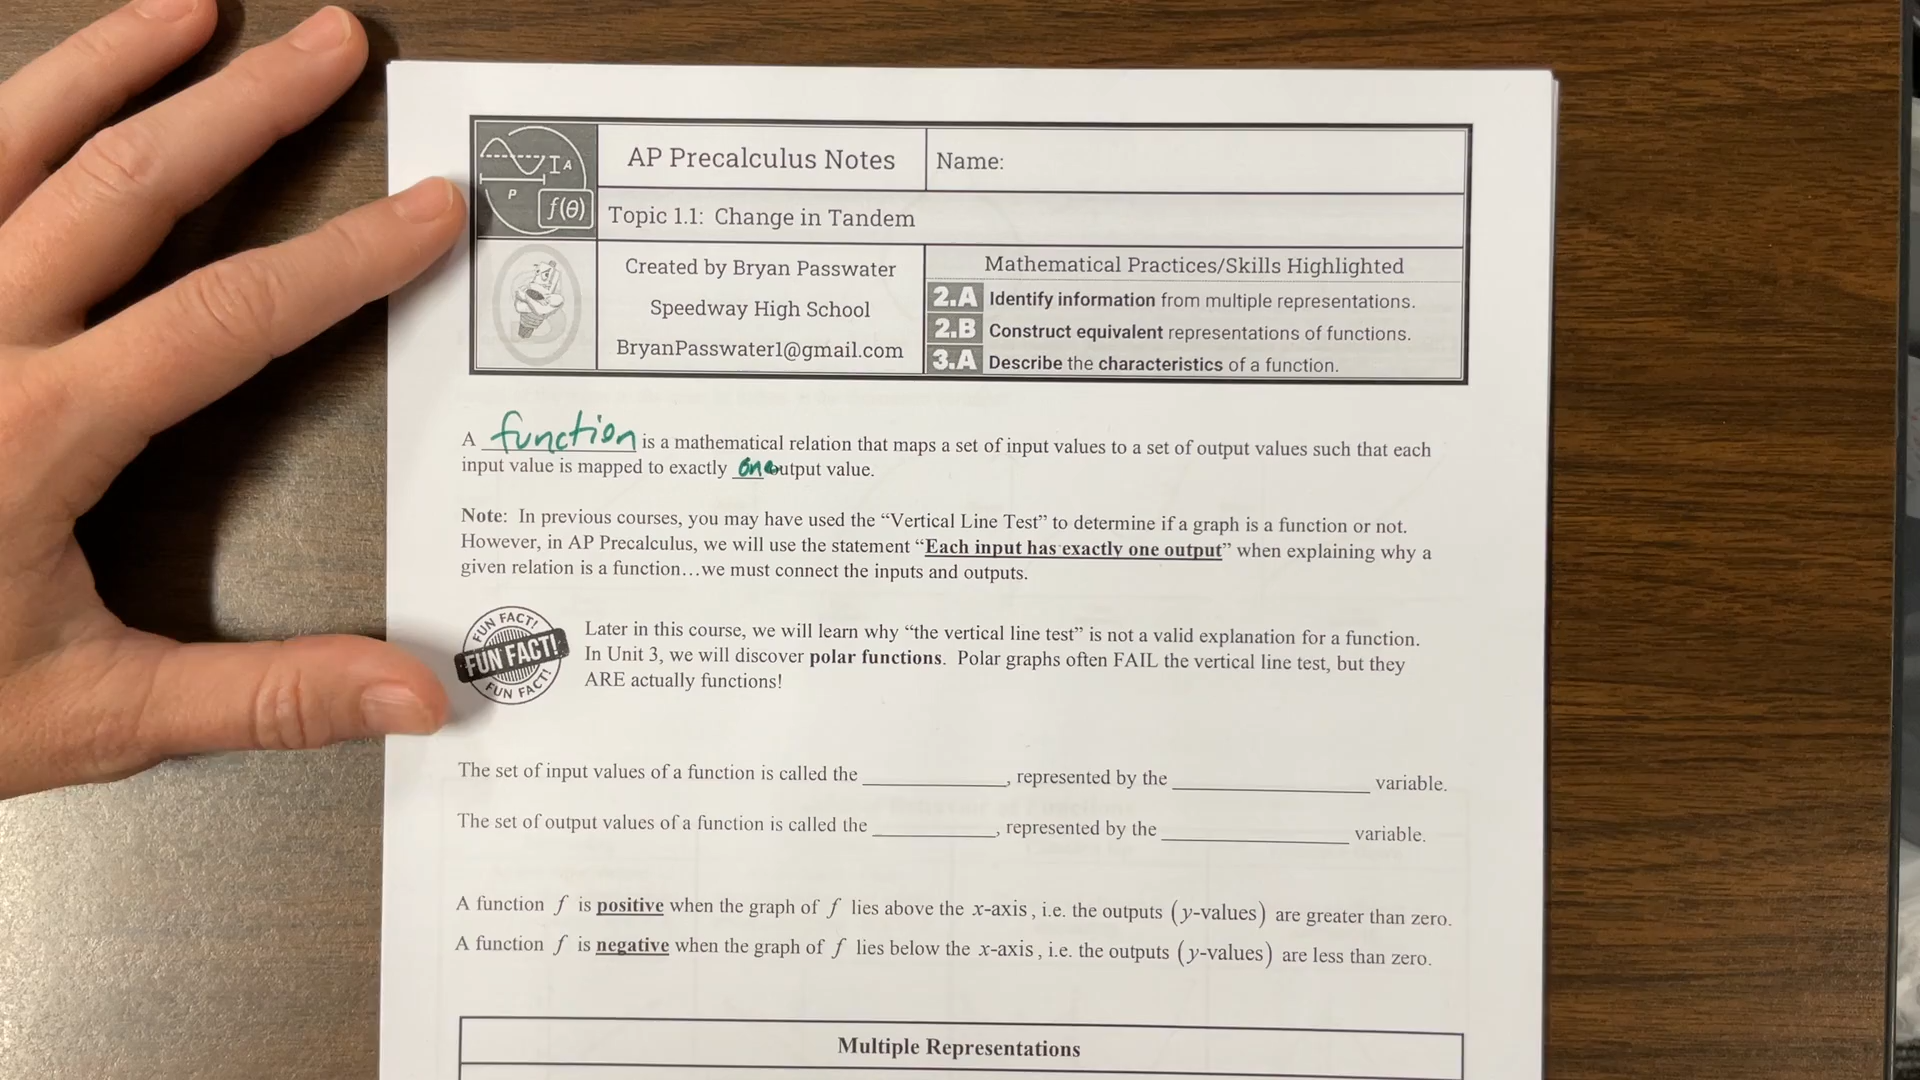 AP Precalculus Notes
Name:
A
P
f(θ)
Topic 1.1: Change in Tandem
Created by Bryan Passwater
Speedway High School
BryanPasswater1@gmail.com
Mathematical Practices/Skills Highlighted
2.A Identify information from multiple representations.
2.B Construct equivalent representations of functions.
3.A Describe the characteristics of a function.
A function is a mathematical relation that maps a set of input values to a set of output values such that each
input value is mapped to exactly one output value.
Note: In previous courses, you may have used the “Vertical Line Test” to determine if a graph is a function or not.
However, in AP Precalculus, we will use the statement “Each input has exactly one output” when explaining why a
given relation is a function…we must connect the inputs and outputs.
FUN FACT!
FUN FACT!
FUN FACT!
Later in this course, we will learn why “the vertical line test” is not a valid explanation for a function.
In Unit 3, we will discover polar functions. Polar graphs often FAIL the vertical line test, but they
ARE actually functions!
The set of input values of a function is called the ____________, represented by the ________________ variable.
The set of output values of a function is called the __________, represented by the ________________ variable.
A function f is positive when the graph of f lies above the x-axis, i.e. the outputs (y-values) are greater than zero.
A function f is negative when the graph of f lies below the x-axis, i.e. the outputs (y-values) are less than zero.
Multiple Representations